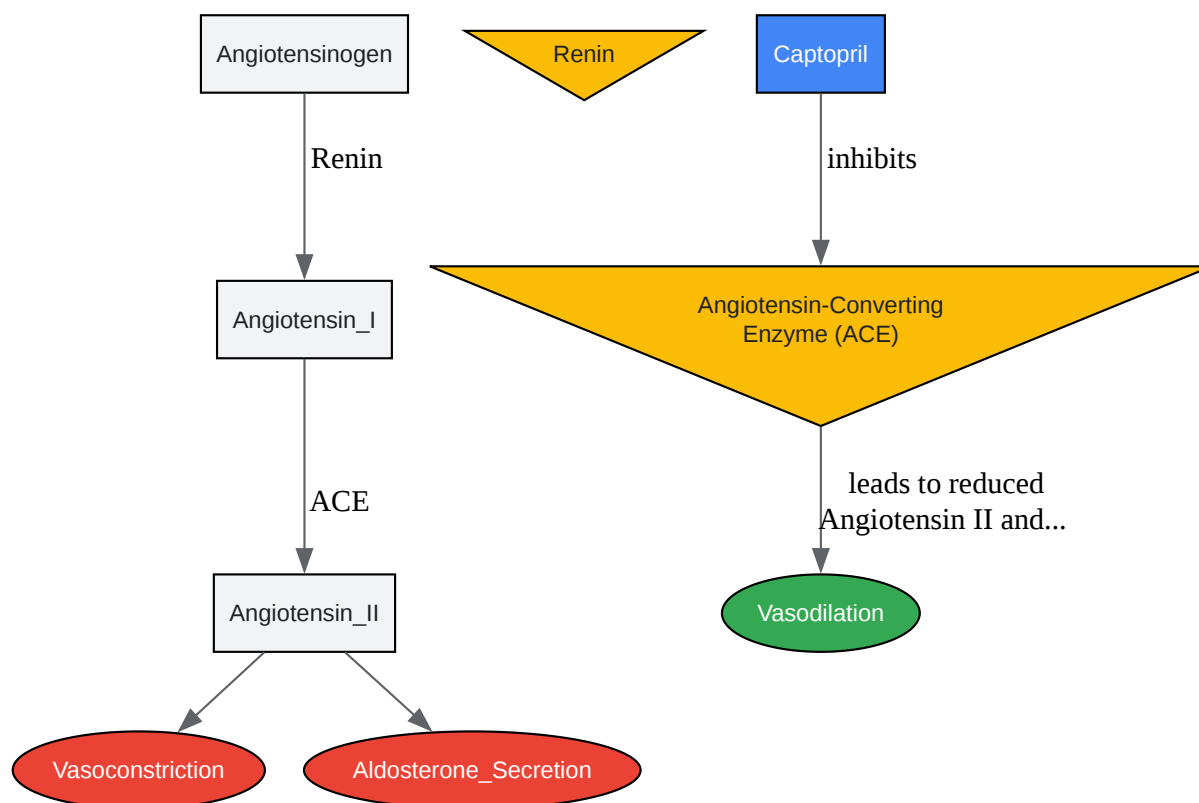 Angiotensinogen
Renin
Captopril
Renin
inhibits
Angiotensin_I
Angiotensin-Converting
Enzyme (ACE)
ACE
leads to reduced
Angiotensin II and...
Angiotensin_II
Vasodilation
Vasoconstriction
Aldosterone_Secretion